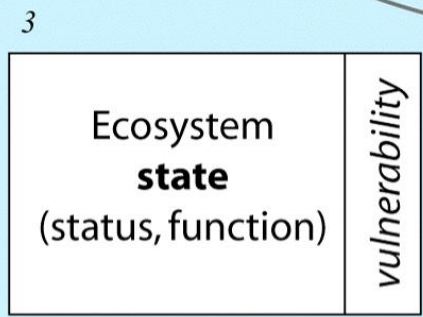 3
Ecosystem
state
(status, function)
vulnerability